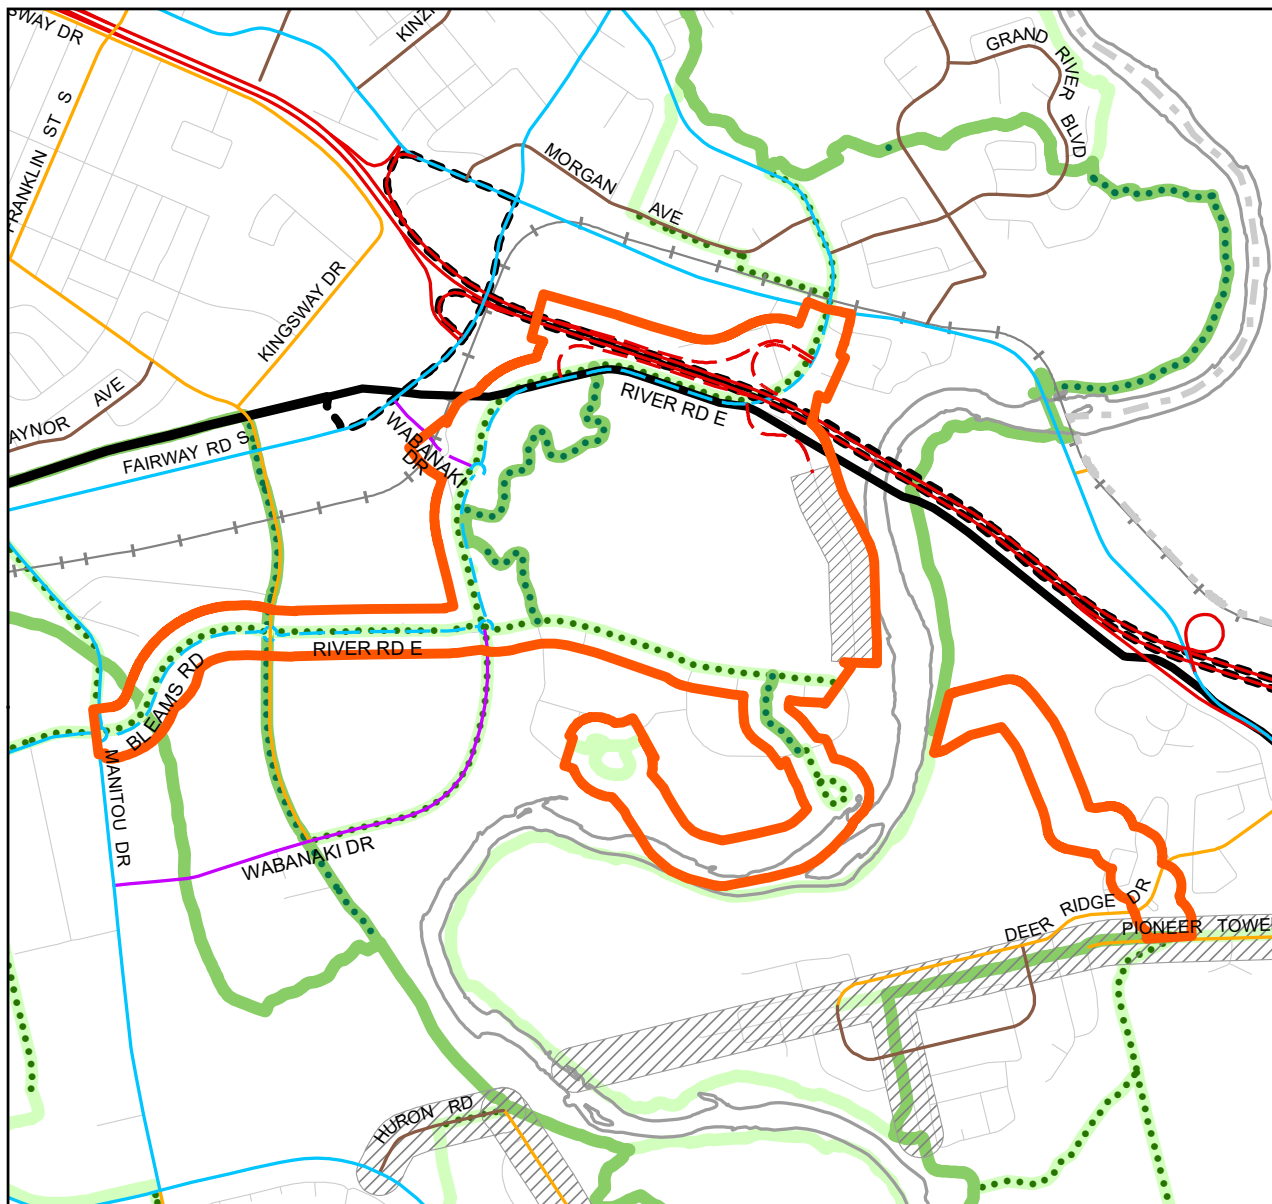 SWAY DR
KINZ
GRAND RIVER BLVD
FRANKLIN ST S
MORGAN AVE
KINGSWAY DR
AYNOR AVE
FAIRWAY RD S
RIVER RD E
WABANAKI
DR
RIVER RD E
BLEAMS RD
MANITOU DR
WABANAKI DR
DEER RIDGE DR
PIONEER TOWE
HURON RD